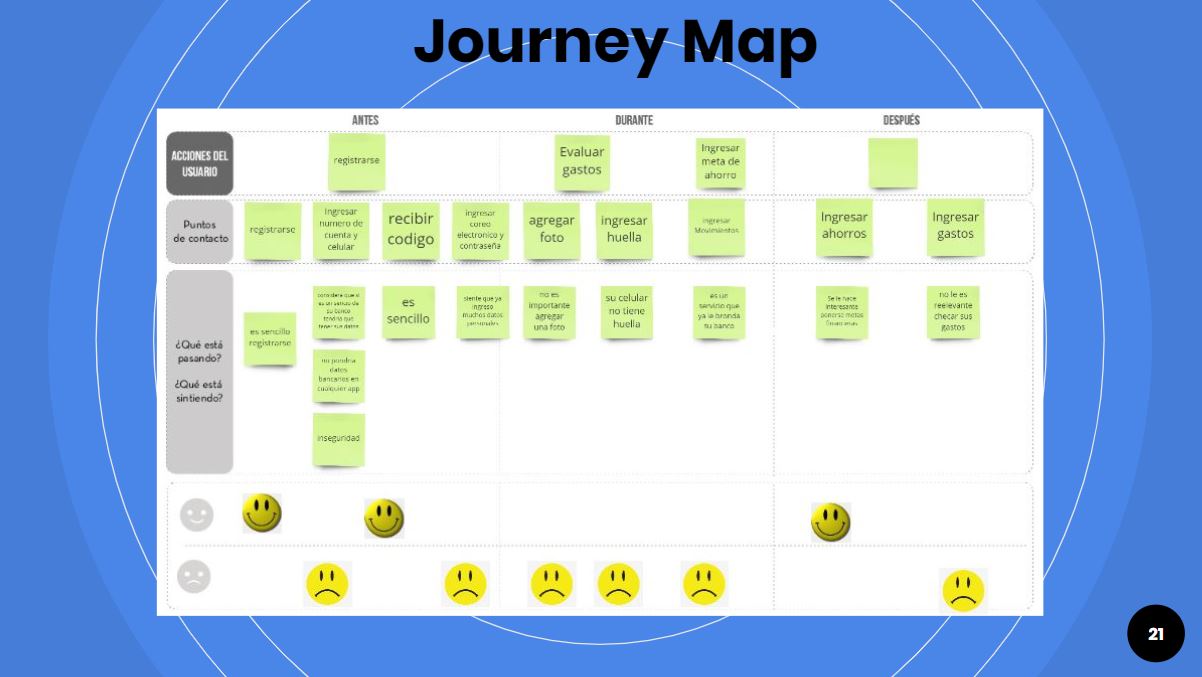 Journey Map
ANTES
DURANTE
DESPUÉS
ACCIONES DEL
USUARIO
registrarse
Evaluar
gastos
Ingresar
meta de
ahorro
Puntos
de contacto
registrarse
Ingresar
numero de
cuenta y
celular
recibir
codigo
ingresar
correo
electronico y
contraseña
agregar
foto
ingresar
huella
ingresar
Movimientos
Ingresar
ahorros
Ingresar
gastos
¿Qué está
pasando?
¿Qué está
sintiendo?
es sencillo
registrarse
considera que si
es un servicio de
su banco
tendria que
tener sus datos
no pondria
datos
bancarios en
cualquier app
inseguridad
es
sencillo
siente que ya
ingreso
muchos datos
personales
no es
importante
agregar
una foto
su celular
no tiene
huella
es un
servicio que
ya le bronda
su banco
Se le hace
interesante
ponerse metas
financieras
no le es
reelevante
checar sus
gastos
21